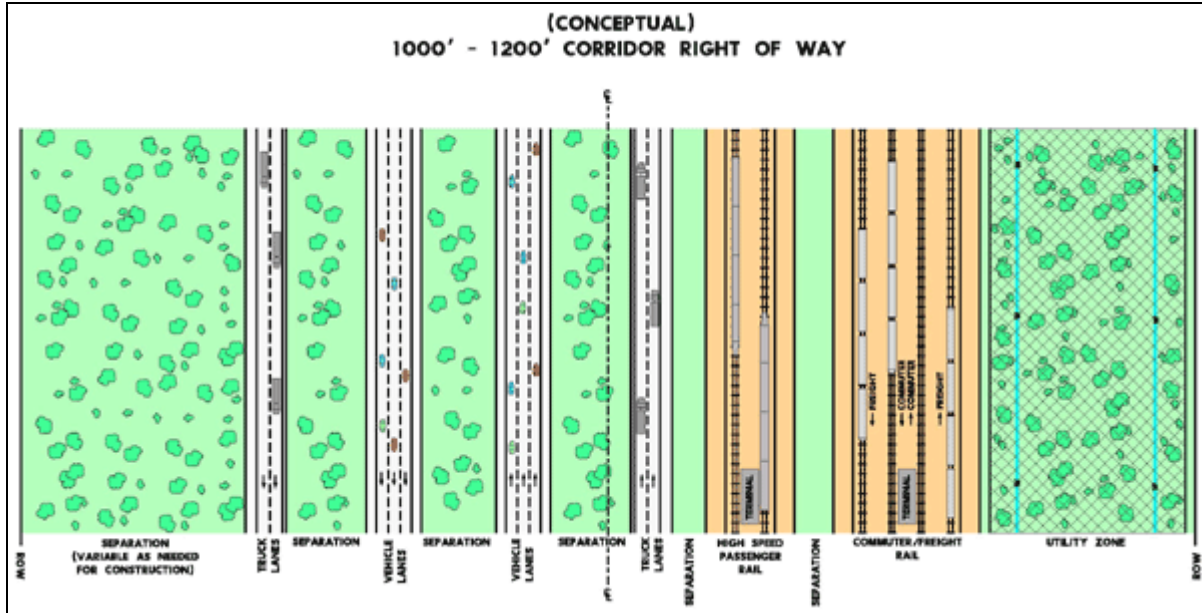 (CONCEPTUAL)
1000' - 1200' CORRIDOR RIGHT OF WAY
FREIGHT
COMMUTER
COMMUTER
FREIGHT
TERMINAL
TERMINAL
ROW
SEPARATION
(VARIABLE AS NEEDED
FOR CONSTRUCTION)
TRUCK
LANES
SEPARATION
VEHICLE
LANES
SEPARATION
VEHICLE
LANES
SEPARATION
TRUCK
LANES
SEPARATION
HIGH SPEED
PASSENGER
RAIL
SEPARATION
COMMUTER/FREIGHT
RAIL
UTILITY ZONE
ROW